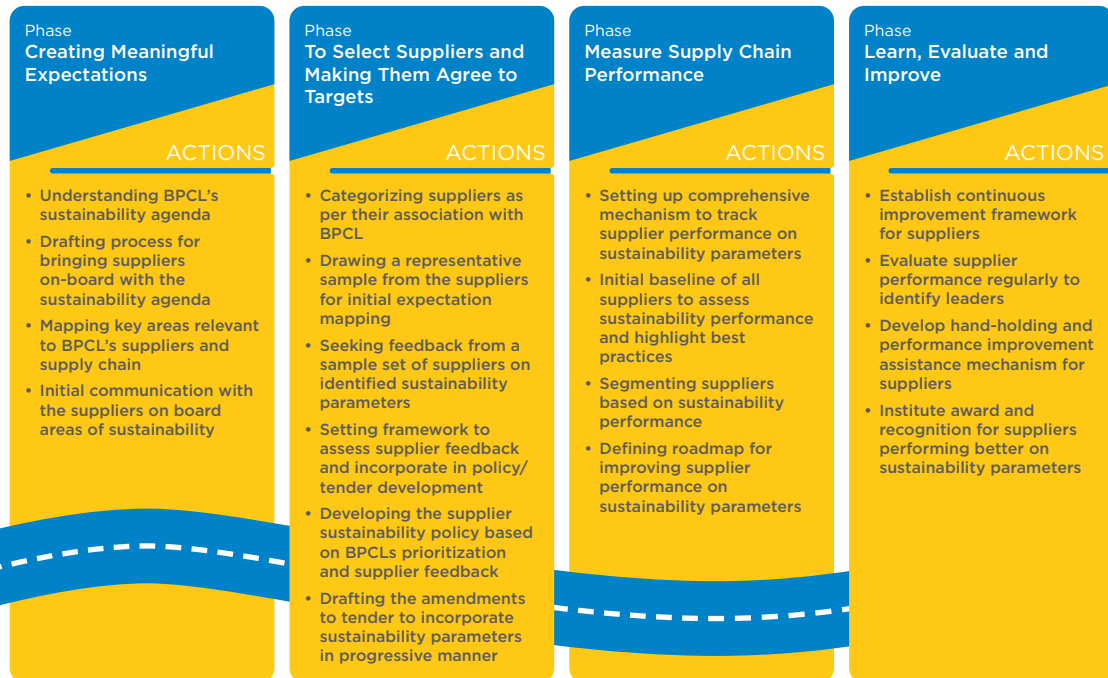 Phase
Creating Meaningful
Expectations
ACTIONS
• Understanding BPCL's
sustainability agenda
• Drafting process for
bringing suppliers
on-board with the
sustainability agenda
• Mapping key areas relevant
to BPCL's suppliers and
supply chain
• Initial communication with
the suppliers on board
areas of sustainability
Phase
To Select Suppliers and
Making Them Agree to
Targets
ACTIONS
• Categorizing suppliers as
per their association with
BPCL
• Drawing a representative
sample from the suppliers
for initial expectation
mapping
• Seeking feedback from a
sample set of suppliers on
identified sustainability
parameters
• Setting framework to
assess supplier feedback
and incorporate in policy/
tender development
• Developing the supplier
sustainability policy based
on BPCLs prioritization
and supplier feedback
• Drafting the amendments
to tender to incorporate
sustainability parameters
in progressive manner
Phase
Measure Supply Chain
Performance
ACTIONS
• Setting up comprehensive
mechanism to track
supplier performance on
sustainability parameters
• Initial baseline of all
suppliers to assess
sustainability performance
and highlight best
practices
• Segmenting suppliers
based on sustainability
performance
• Defining roadmap for
improving supplier
performance on
sustainability parameters
Phase
Learn, Evaluate and
Improve
ACTIONS
• Establish continuous
improvement framework
for suppliers
• Evaluate supplier
performance regularly to
identify leaders
• Develop hand-holding and
performance improvement
assistance mechanism for
suppliers
• Institute award and
recognition for suppliers
performing better on
sustainability parameters